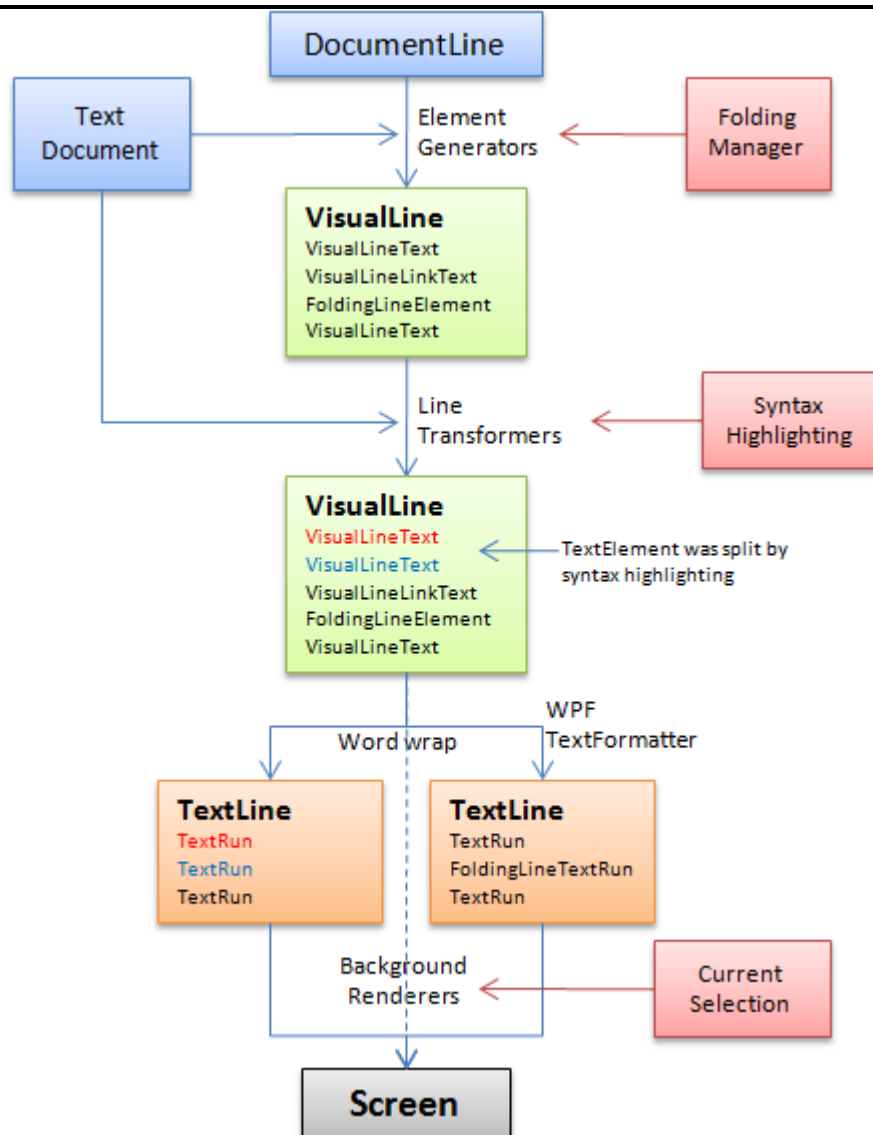 DocumentLine
Text
Document
Element
Generators
Folding
Manager
VisualLine
VisualLineText
VisualLineLinkText
FoldingLineElement
VisualLineText
Line
Transformers
Syntax
Highlighting
VisualLine
VisualLineText
VisualLineText
VisualLineLinkText
FoldingLineElement
VisualLineText
TextElement was split by
syntax highlighting
Word wrap
WPF
TextFormatter
TextLine
TextRun
TextRun
TextRun
TextLine
TextRun
FoldingLineTextRun
TextRun
Background
Renderers
Current
Selection
Screen